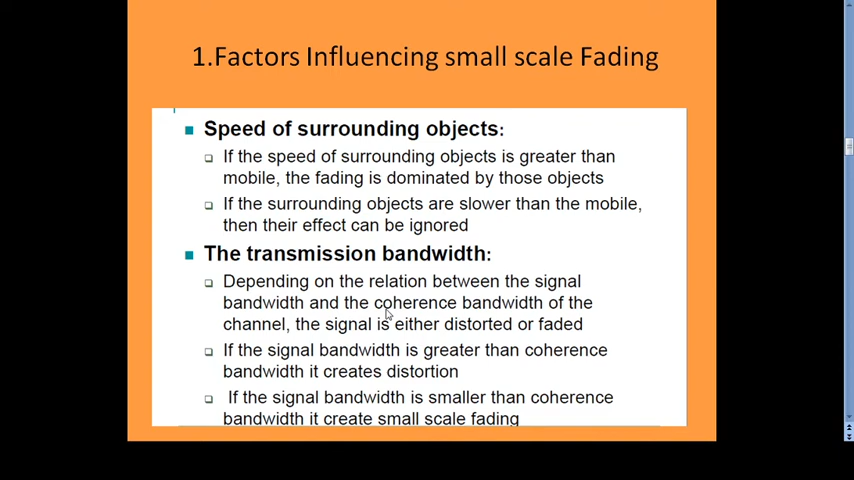 1.Factors Influencing small scale Fading
Speed of surrounding objects:
If the speed of surrounding objects is greater than
mobile, the fading is dominated by those objects
If the surrounding objects are slower than the mobile,
then their effect can be ignored
The transmission bandwidth:
Depending on the relation between the signal
bandwidth and the coherence bandwidth of the
channel, the signal is either distorted or faded
If the signal bandwidth is greater than coherence
bandwidth it creates distortion
If the signal bandwidth is smaller than coherence
bandwidth it create small scale fading